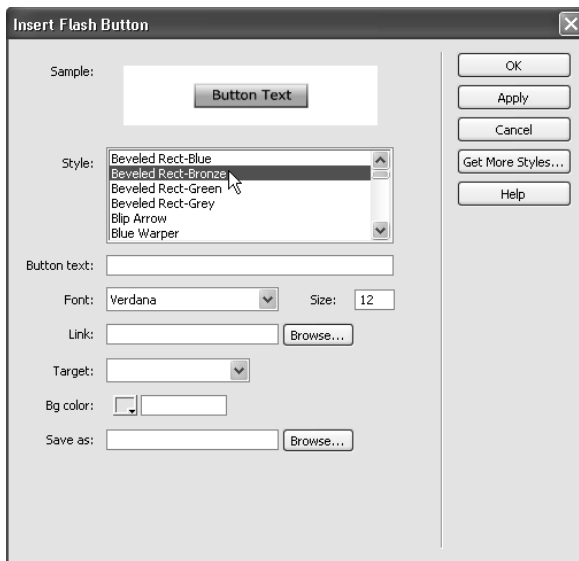 Insert Flash Button
Sample:
Button Text
Style:
Beveled Rect-Blue
Beveled Rect-Bronze
Beveled Rect-Green
Beveled Rect-Grey
Blip Arrow
Blue Warper
Button text:
Font: Verdana Size: 12
Link: Browse...
Target:
Bg color:
Save as: Browse...
OK
Apply
Cancel
Get More Styles...
Help